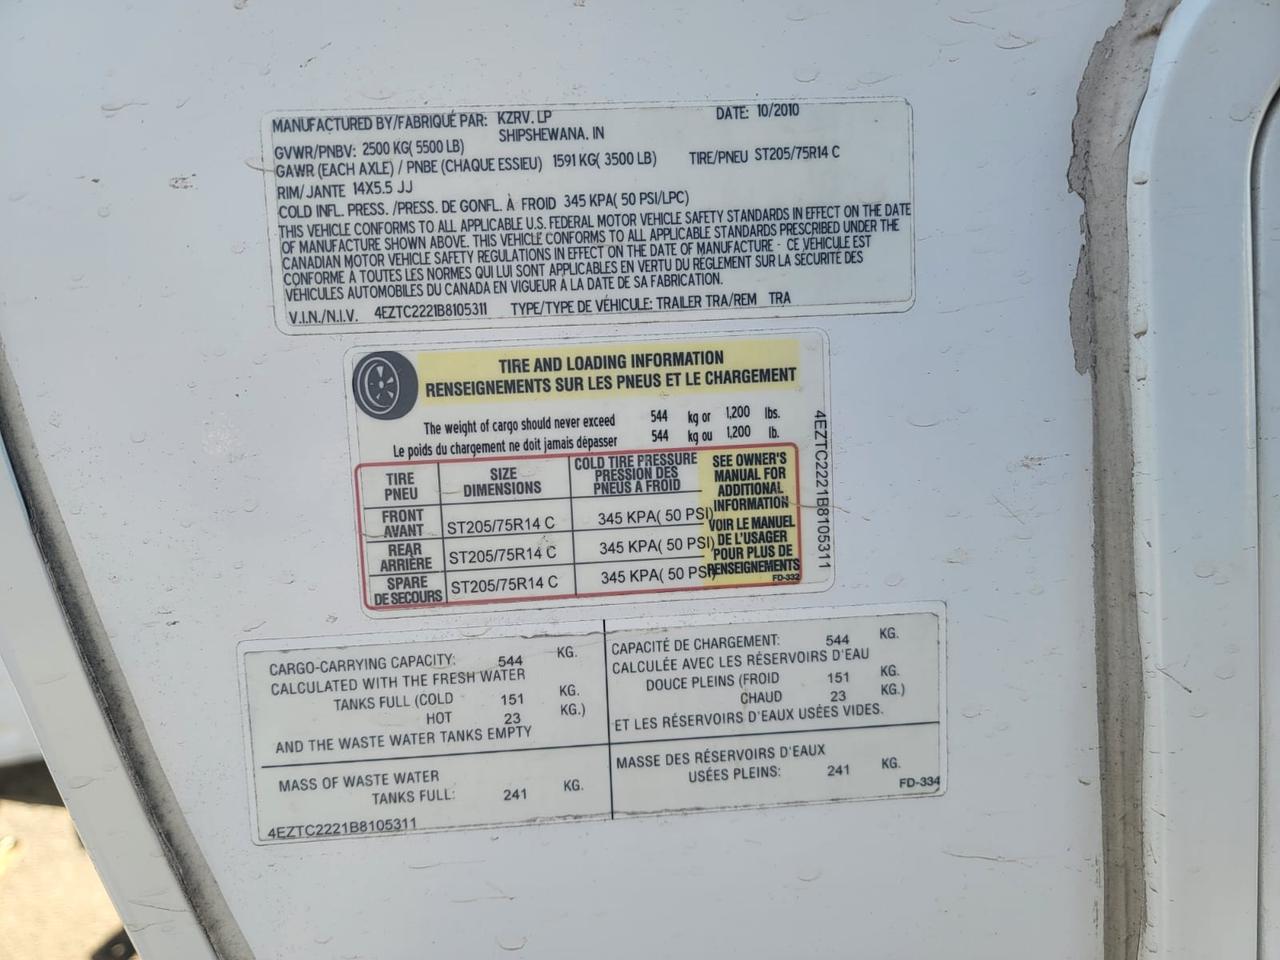 MANUFACTURED BY/FABRIQUÉ PAR: KZRV, LP DATE: 10/2010
SHIPSHEWANA, IN
GVWR/PNBV: 2500 KG( 5500 LB)
GAWR (EACH AXLE) / PNBE (CHAQUE ESSIEU) 1591 KG( 3500 LB) TIRE/PNEU ST205/75R14 C
RIM/JANTE 14X5.5 JJ
COLD INFL. PRESS. /PRESS. DE GONFL. À FROID 345 KPA( 50 PSI/LPC)
THIS VEHICLE CONFORMS TO ALL APPLICABLE U.S. FEDERAL MOTOR VEHICLE SAFETY STANDARDS IN EFFECT ON THE DATE
OF MANUFACTURE SHOWN ABOVE. THIS VEHICLE CONFORMS TO ALL APPLICABLE STANDARDS PRESCRIBED UNDER THE
CANADIAN MOTOR VEHICLE SAFETY REGULATIONS IN EFFECT ON THE DATE OF MANUFACTURE - CE VÉHICULE EST
CONFORME À TOUTES LES NORMES QUI LUI SONT APPLICABLES EN VERTU DU RÈGLEMENT SUR LA SÉCURITÉ DES
VÉHICULES AUTOMOBILES DU CANADA EN VIGUEUR À LA DATE DE SA FABRICATION.
V.I.N./N.I.V. 4EZTC2221B8105311 TYPE/TYPE DE VÉHICULE: TRAILER TRA/REM TRA
TIRE AND LOADING INFORMATION
RENSEIGNEMENTS SUR LES PNEUS ET LE CHARGEMENT
The weight of cargo should never exceed 544 kg or 1,200 lbs.
Le poids du chargement ne doit jamais dépasser 544 kg ou 1,200 lb.
TIRE
PNEU
SIZE
DIMENSIONS
COLD TIRE PRESSURE
PRESSION DES
PNEUS A FROID
FRONT
AVANT
ST205/75R14 C 345 KPA( 50 PSI)
REAR
ARRIÈRE
ST205/75R14 C 345 KPA( 50 PSI)
SPARE
DE SECOURS
ST205/75R14 C 345 KPA( 50 PSI)
SEE OWNER'S
MANUAL FOR
ADDITIONAL
INFORMATION
VOIR LE MANUEL
DE L'USAGER
POUR PLUS DE
RENSEIGNEMENTS
FD-332
4EZTC2221B8105311
CARGO-CARRYING CAPACITY: 544 KG.
CALCULATED WITH THE FRESH WATER
TANKS FULL (COLD 151 KG.
HOT 23 KG.)
AND THE WASTE WATER TANKS EMPTY
MASS OF WASTE WATER
TANKS FULL: 241 KG.
4EZTC2221B8105311
CAPACITÉ DE CHARGEMENT: 544 KG.
CALCULÉE AVEC LES RÉSERVOIRS D'EAU
DOUCE PLEINS (FROID 151 KG.
CHAUD 23 KG.)
ET LES RÉSERVOIRS D'EAUX USÉES VIDES.
MASSE DES RÉSERVOIRS D'EAUX
USÉES PLEINS: 241 KG.
FD-334